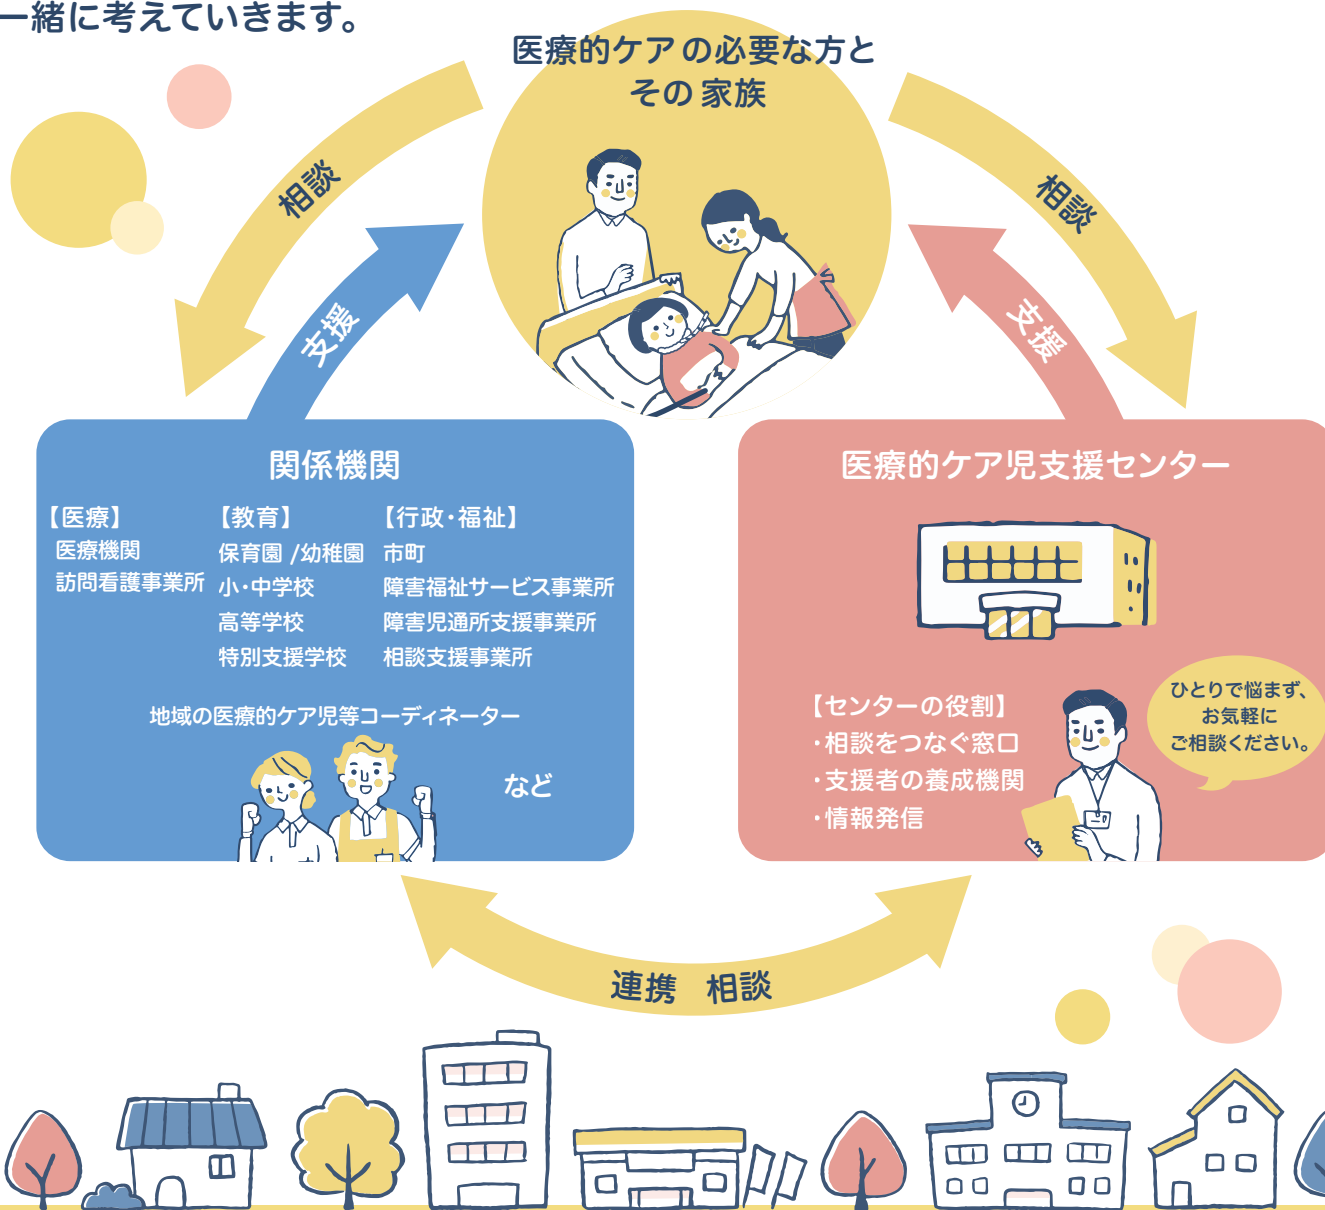 一緒に考えていきます。
医療的ケアの必要な方と
その家族
相談
相談
支援
支援
関係機関
【医療】
医療機関
訪問看護事業所
【教育】
保育園/幼稚園
小・中学校
高等学校
特別支援学校
【行政・福祉】
市町
障害福祉サービス事業所
障害児通所支援事業所
相談支援事業所
地域の医療的ケア児等コーディネーター
など
医療的ケア児支援センター
【センターの役割】
・相談をつなぐ窓口
・支援者の養成機関
・情報発信
ひとりで悩まず、
お気軽に
ご相談ください。
連携 相談